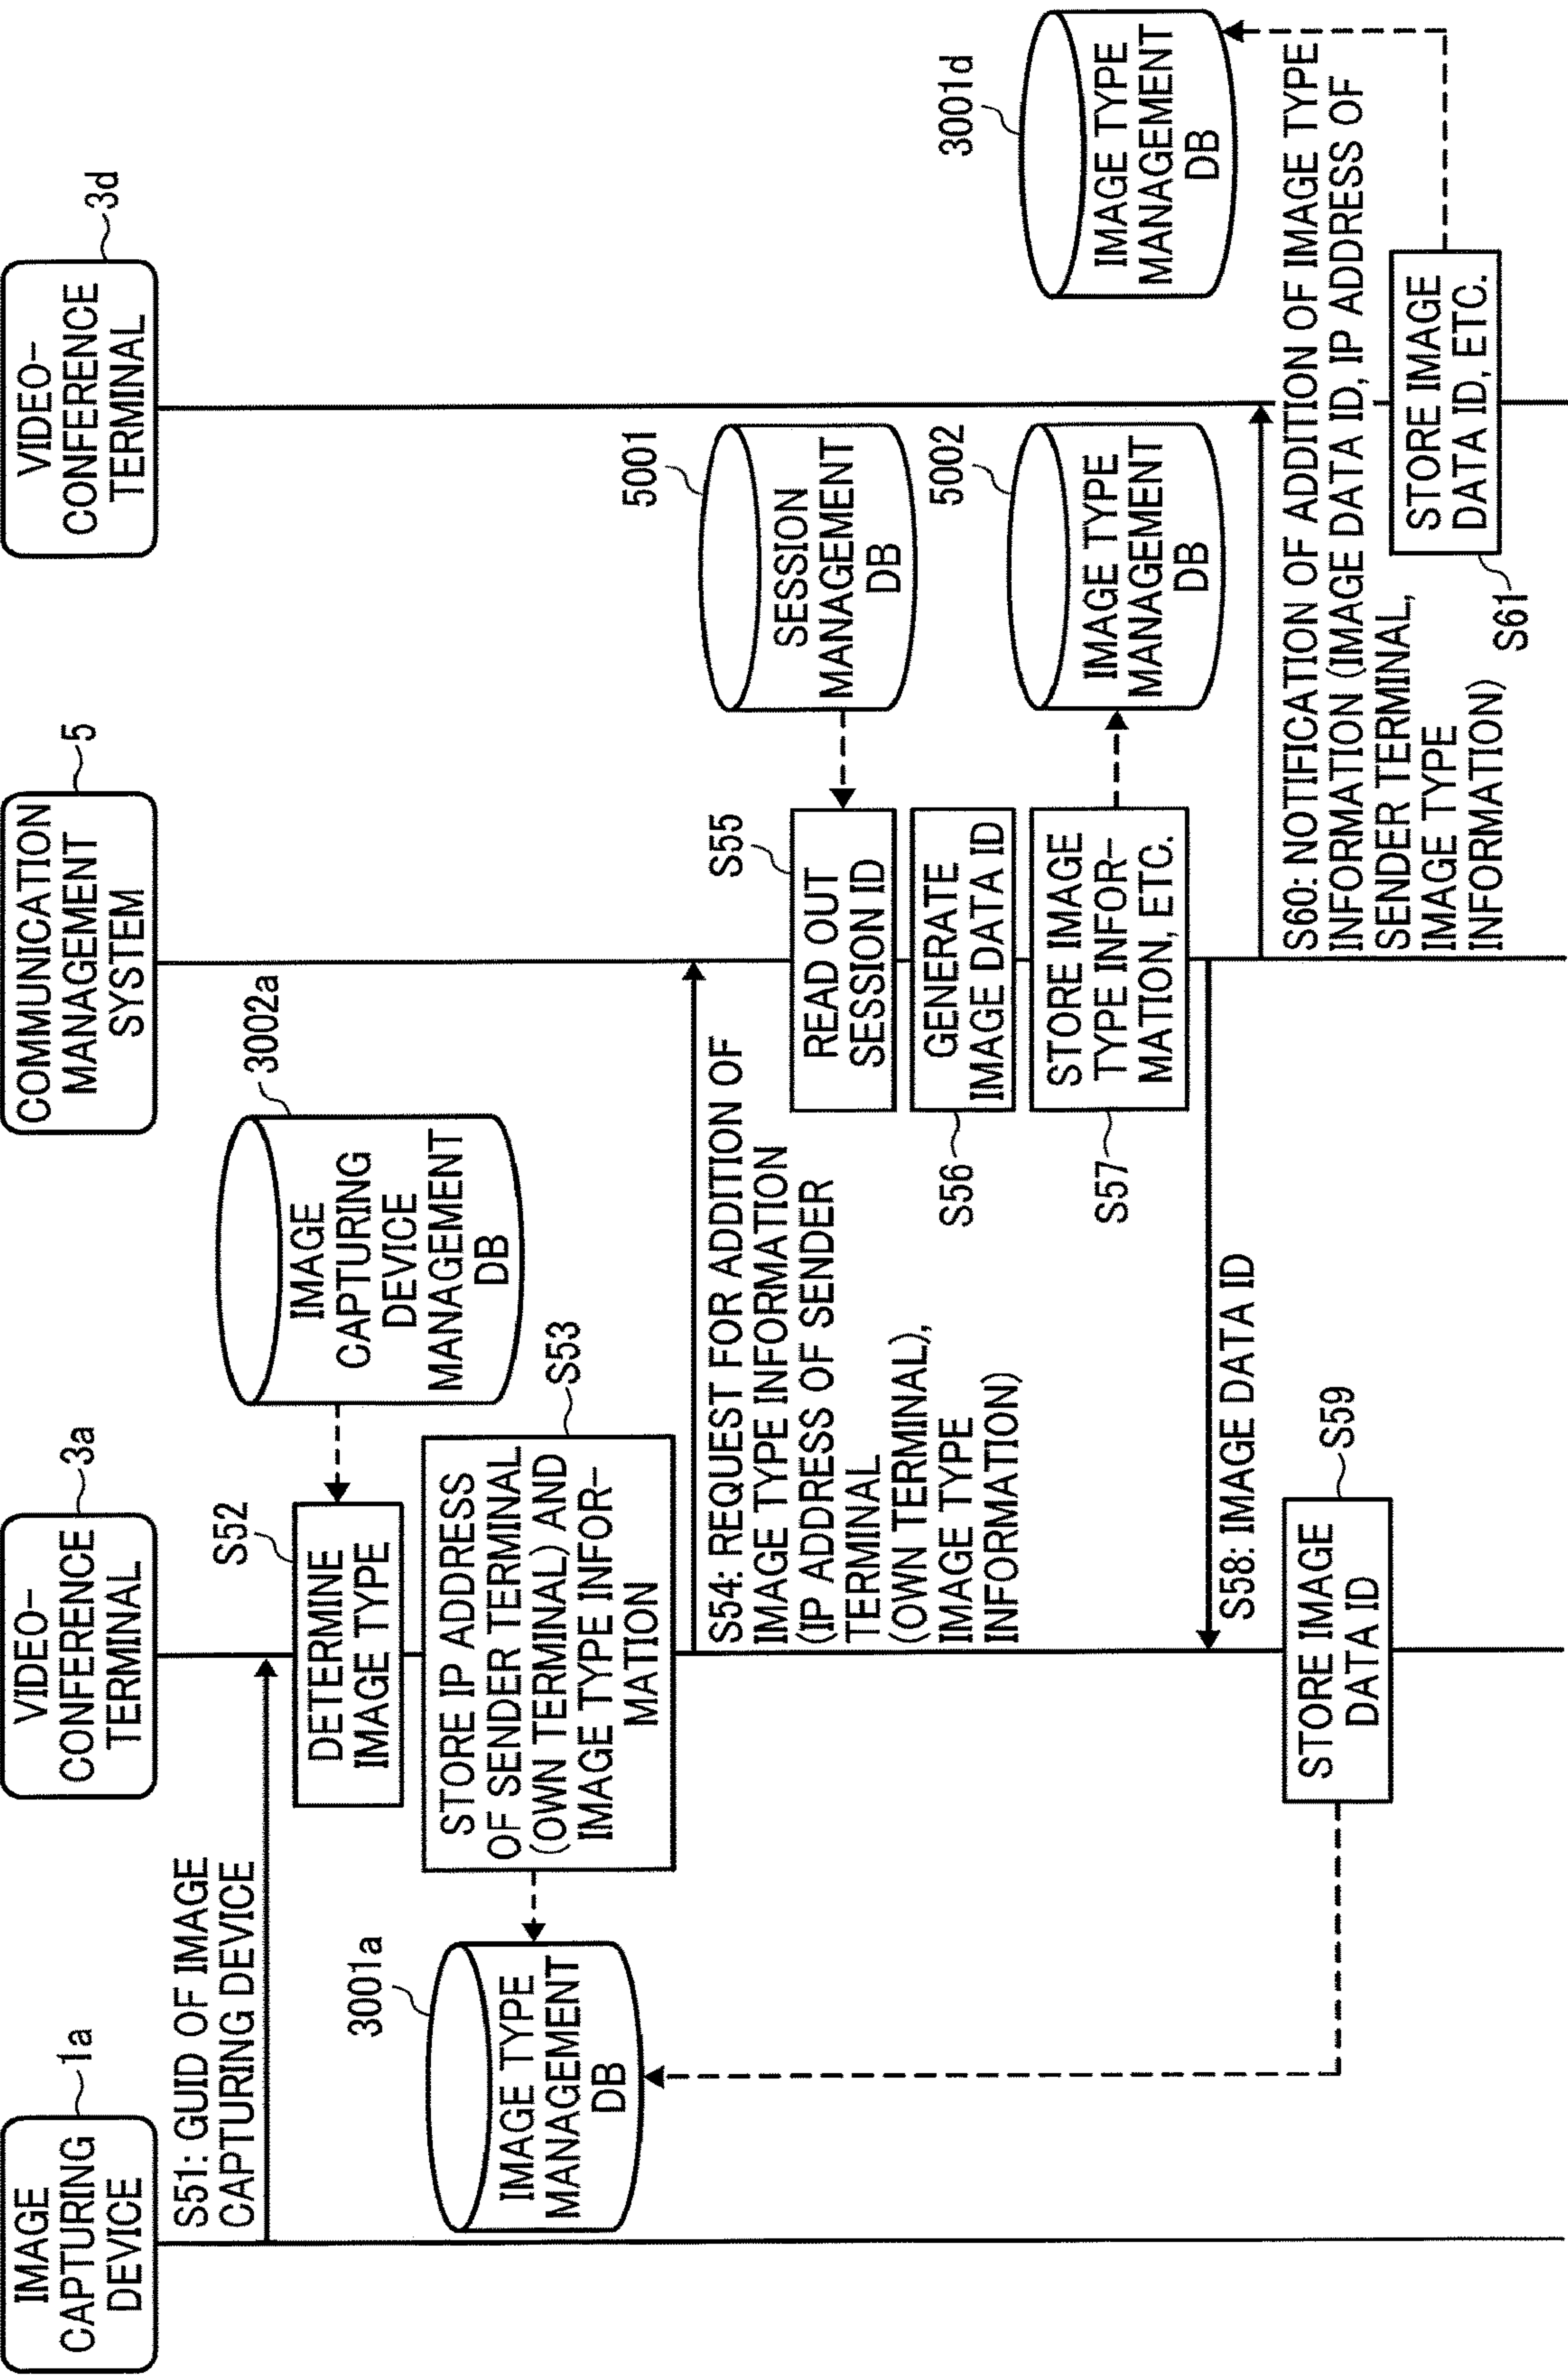 IMAGE
CAPTURING
DEVICE
1a
VIDEO-
CONFERENCE
TERMINAL
3a
COMMUNICATION
MANAGEMENT
SYSTEM
5
VIDEO-
CONFERENCE
TERMINAL
3d
S51: GUID OF IMAGE
CAPTURING DEVICE
S52
DETERMINE
IMAGE TYPE
3002a
IMAGE
CAPTURING
DEVICE
MANAGEMENT
DB
S53
STORE IP ADDRESS
OF SENDER TERMINAL
(OWN TERMINAL) AND
IMAGE TYPE INFOR-
MATION
3001a
IMAGE TYPE
MANAGEMENT
DB
S54: REQUEST FOR ADDITION OF
IMAGE TYPE INFORMATION
(IP ADDRESS OF SENDER
TERMINAL
(OWN TERMINAL),
IMAGE TYPE
INFORMATION)
S55
READ OUT
SESSION ID
5001
SESSION
MANAGEMENT
DB
S56
GENERATE
IMAGE DATA ID
S57
STORE IMAGE
TYPE INFOR-
MATION, ETC.
5002
IMAGE TYPE
MANAGEMENT
DB
3001d
IMAGE TYPE
MANAGEMENT
DB
S58: IMAGE DATA ID
S59
STORE IMAGE
DATA ID
S60: NOTIFICATION OF ADDITION OF IMAGE TYPE
INFORMATION (IMAGE DATA ID, IP ADDRESS OF
SENDER TERMINAL,
IMAGE TYPE
INFORMATION)
S61
STORE IMAGE
DATA ID, ETC.